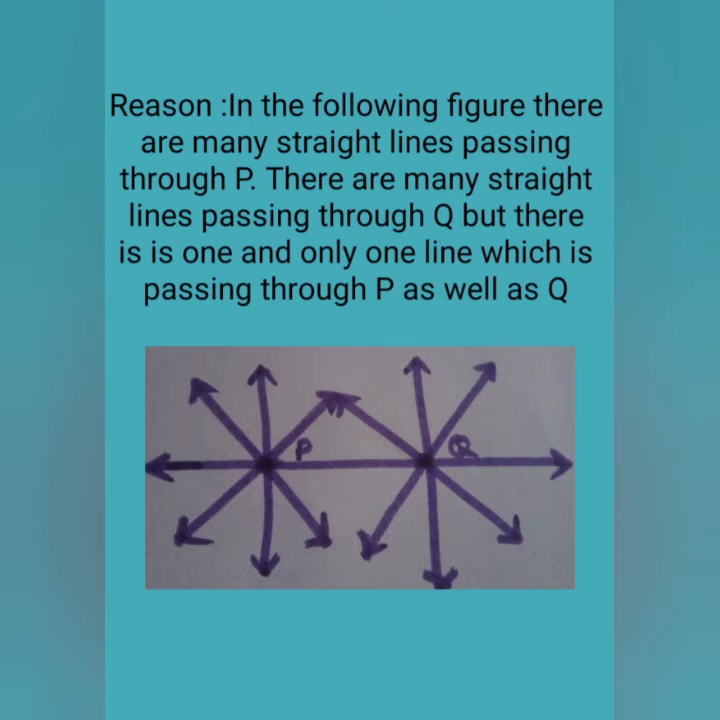 Reason :In the following figure there
are many straight lines passing
through P. There are many straight
lines passing through Q but there
is is one and only one line which is
passing through P as well as Q
P
Q